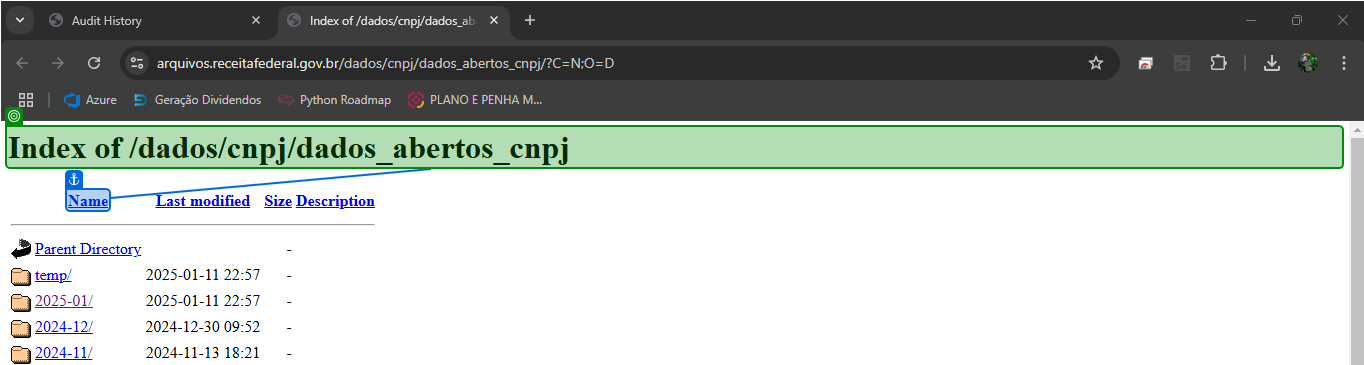 Audit History
Index of /dados/cnpj/dados_ab
arquivos.receitafederal.gov.br/dados/cnpj/dados_abertos_cnpj/?C=N;O=D
Azure
Geração Dividendos
Python Roadmap
PLANO E PENHA M...
Index of /dados/cnpj/dados_abertos_cnpj
Name Last modified Size Description
Parent Directory -
temp/ 2025-01-11 22:57 -
2025-01/ 2025-01-11 22:57 -
2024-12/ 2024-12-30 09:52 -
2024-11/ 2024-11-13 18:21 -